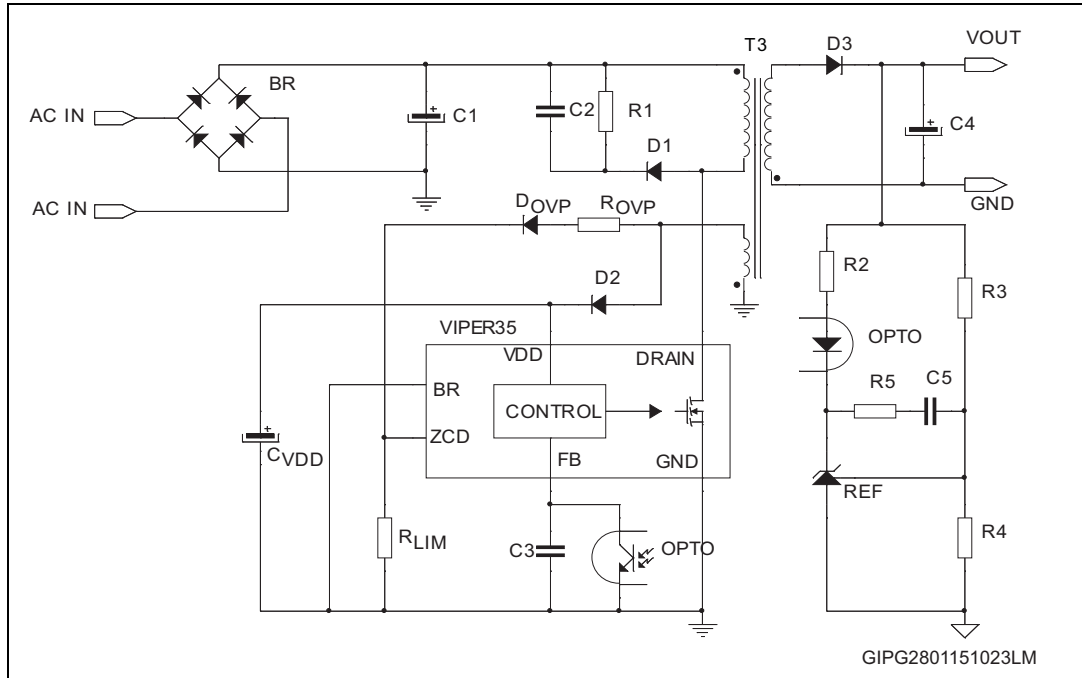 T3
D3
VOUT
BR
AC IN
C1
C2
R1
D1
C4
AC IN
GND
DOVP
ROVP
D2
R2
R3
VIPER35
VDD
DRAIN
OPTO
BR
CONTROL
R5
C5
ZCD
CVDD
FB
GND
REF
RLIM
C3
OPTO
R4
GIPG2801151023LM